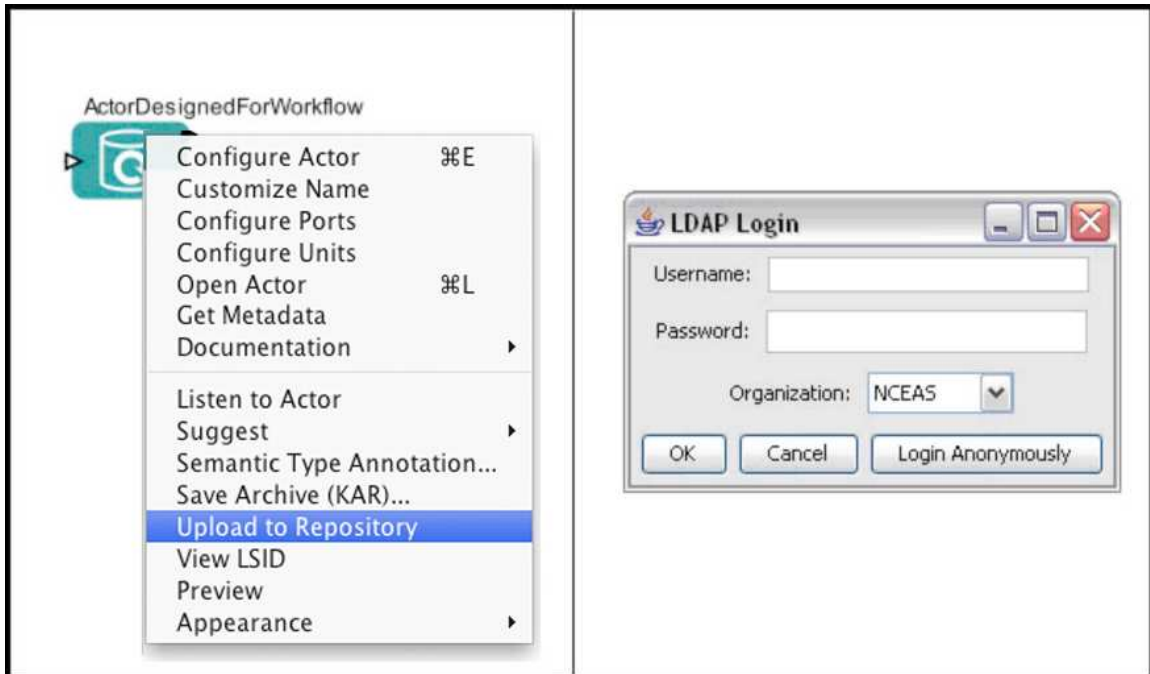 ActorDesignedForWorkflow
Configure Actor ⌘E
Customize Name
Configure Ports
Configure Units
Open Actor ⌘L
Get Metadata
Documentation
Listen to Actor
Suggest
Semantic Type Annotation...
Save Archive (KAR)...
Upload to Repository
View LSID
Preview
Appearance
LDAP Login
Username:
Password:
Organization: NCEAS
OK Cancel Login Anonymously